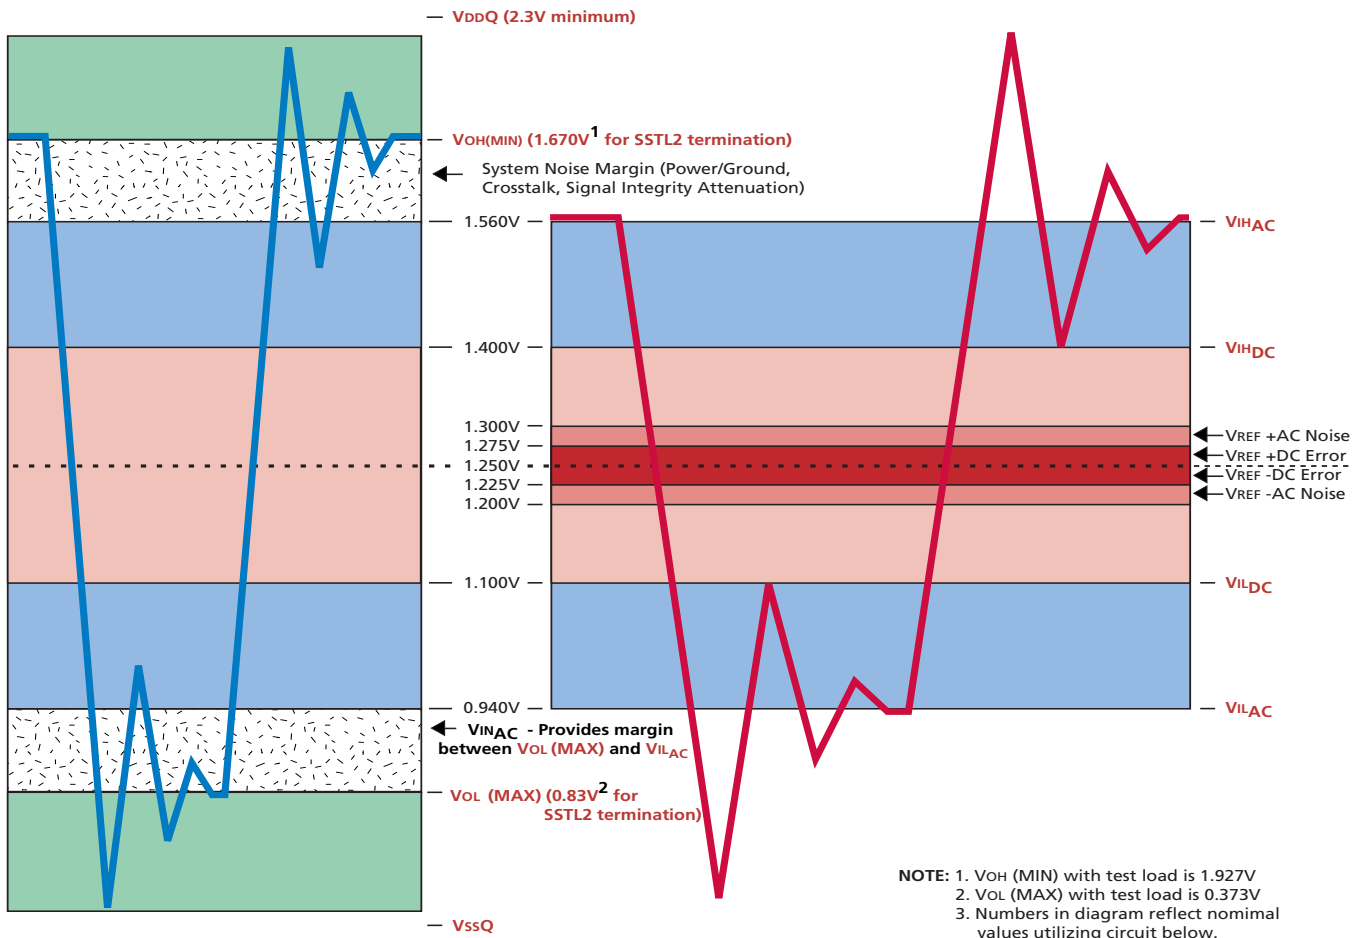 VDDQ (2.3V minimum)
VOH(MIN) (1.670V1 for SSTL2 termination)
System Noise Margin (Power/Ground,
Crosstalk, Signal Integrity Attenuation)
1.560V
VIHAC
1.400V
VIHDC
1.300V
VREF +AC Noise
1.275V
VREF +DC Error
1.250V
VREF -DC Error
1.225V
VREF -AC Noise
1.200V
1.100V
VILDC
0.940V
VILAC
VINAC - Provides margin
between VOL (MAX) and VILAC
VOL (MAX) (0.83V2 for
SSTL2 termination)
NOTE: 1. VOH (MIN) with test load is 1.927V
2. VOL (MAX) with test load is 0.373V
3. Numbers in diagram reflect nomimal
values utilizing circuit below.
VssQ